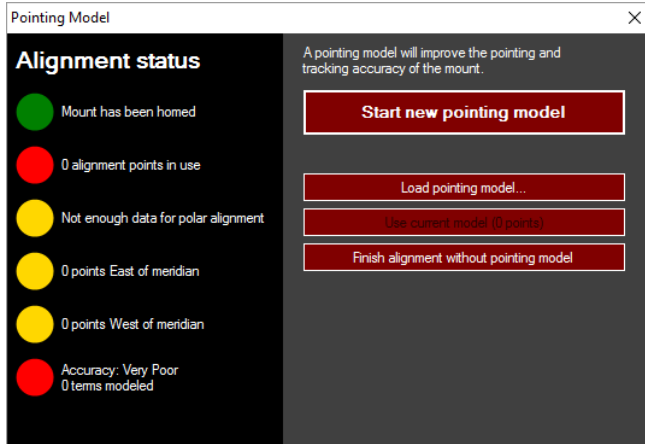 Pointing Model
Alignment status
Mount has been homed
0 alignment points in use
Not enough data for polar alignment
0 points East of meridian
0 points West of meridian
Accuracy: Very Poor
0 terms modeled
A pointing model will improve the pointing and
tracking accuracy of the mount.
Start new pointing model
Load pointing model...
Use current model (0 points)
Finish alignment without pointing model